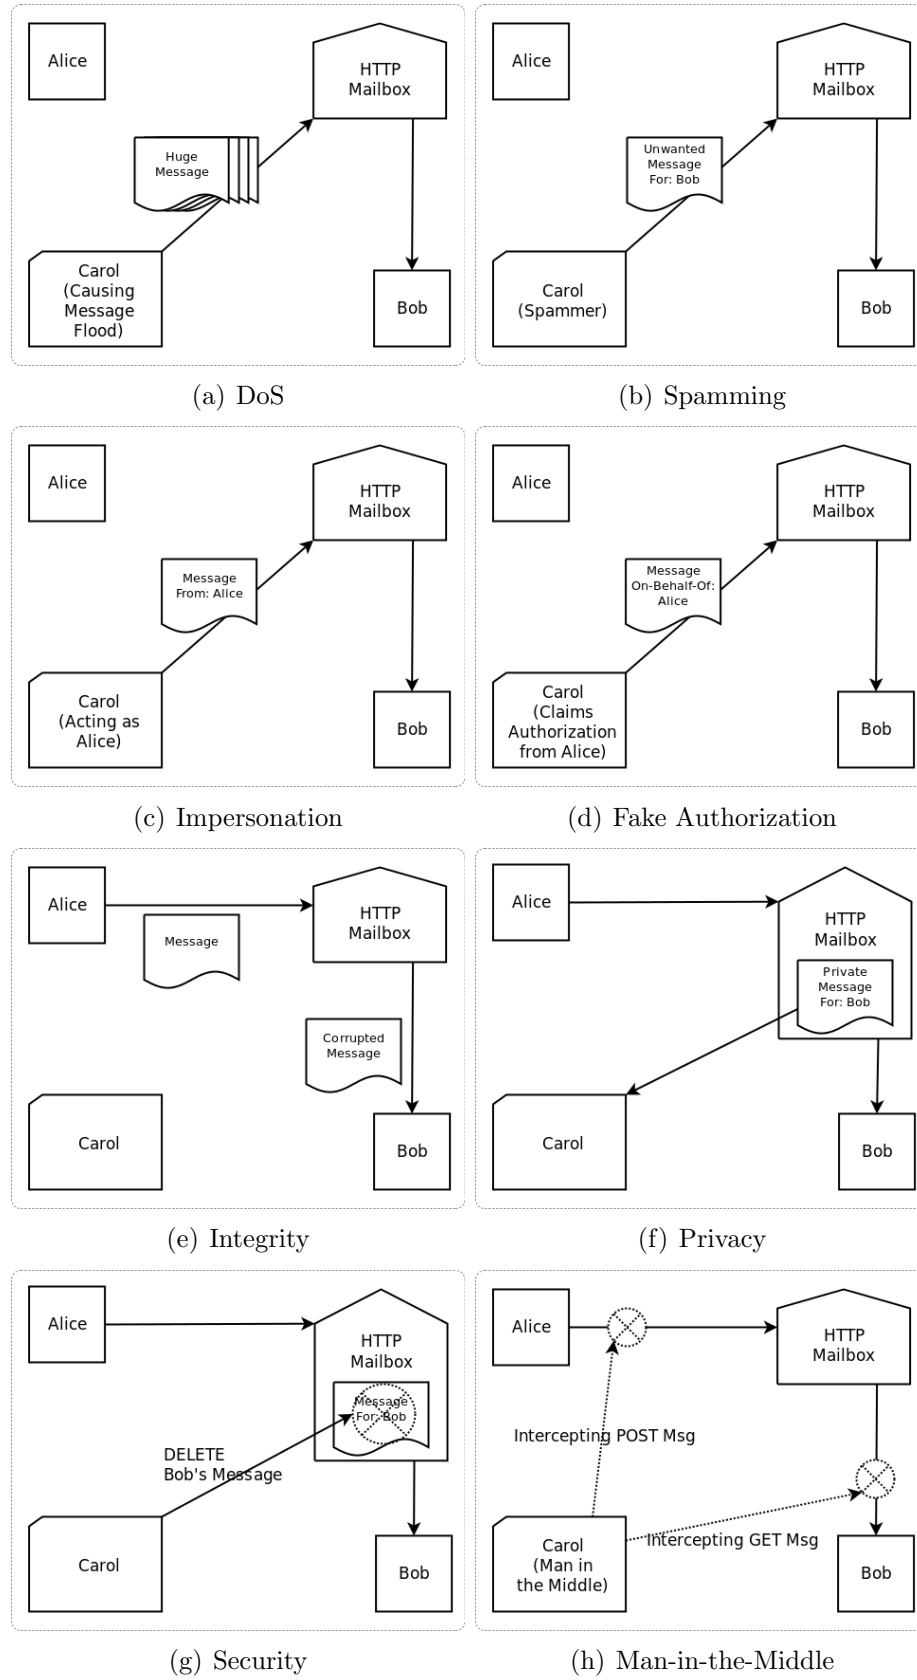 Alice
HTTP
Mailbox
Huge
Message
Carol
(Causing
Message
Flood)
Bob
(a) DoS
Alice
HTTP
Mailbox
Unwanted
Message
For: Bob
Carol
(Spammer)
Bob
(b) Spamming
Alice
HTTP
Mailbox
Message
From: Alice
Carol
(Acting as
Alice)
Bob
(c) Impersonation
Alice
HTTP
Mailbox
Message
On-Behalf-Of:
Alice
Carol
(Claims
Authorization
from Alice)
Bob
(d) Fake Authorization
Alice
HTTP
Mailbox
Message
Corrupted
Message
Carol
Bob
(e) Integrity
Alice
HTTP
Mailbox
Private
Message
For: Bob
Carol
Bob
(f) Privacy
Alice
HTTP
Mailbox
Message
For: Bob
DELETE
Bob's Message
Carol
Bob
(g) Security
Alice
HTTP
Mailbox
Intercepting POST Msg
Intercepting GET Msg
Carol
(Man in
the Middle)
Bob
(h) Man-in-the-Middle